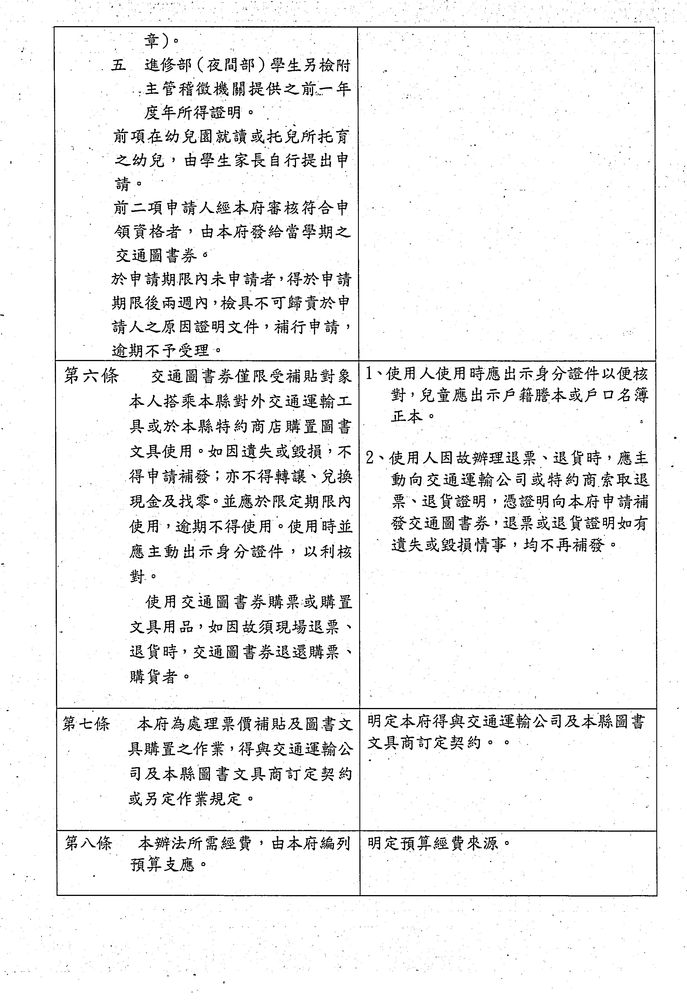 章)。
五　進修部(夜間部)學生另檢附
主管稽徵機關提供之前一年
度年所得證明。
前項在幼兒園就讀或托兒所托育
之幼兒，由學生家長自行提出申
請。
前二項申請人經本府審核符合申
領資格者，由本府發給當學期之
交通圖書券。
於申請期限內未申請者，得於申請
期限後兩週內，檢具不可歸責於申
請人之原因證明文件，補行申請，
逾期不予受理。
第六條　　交通圖書券僅限受補貼對象
本人搭乘本縣對外交通運輸工
具或於本縣特約商店購置圖書
文具使用。如因遺失或毀損，不
得申請補發；亦不得轉讓、兌換
現金及找零。並應於限定期限內
使用，逾期不得使用。使用時並
應主動出示身分證件，以利核
對。
使用交通圖書券購票或購置
文具用品，如因故須現場退票、
退貨時，交通圖書券退還購票、
購貨者。
1、使用人使用時應出示身分證件以便核
對，兒童應出示戶籍謄本或戶口名簿
正本。
2、使用人因故辦理退票、退貨時，應主
動向交通運輸公司或特約商索取退
票、退貨證明，憑證明向本府申請補
發交通圖書券，退票或退貨證明如有
遺失或毀損情事，均不再補發。
第七條　　本府為處理票價補貼及圖書文
具購置之作業，得與交通運輸公
司及本縣圖書文具商訂定契約
或另定作業規定。
明定本府得與交通運輸公司及本縣圖書
文具商訂定契約。。
第八條　　本辦法所需經費，由本府編列
預算支應。
明定預算經費來源。